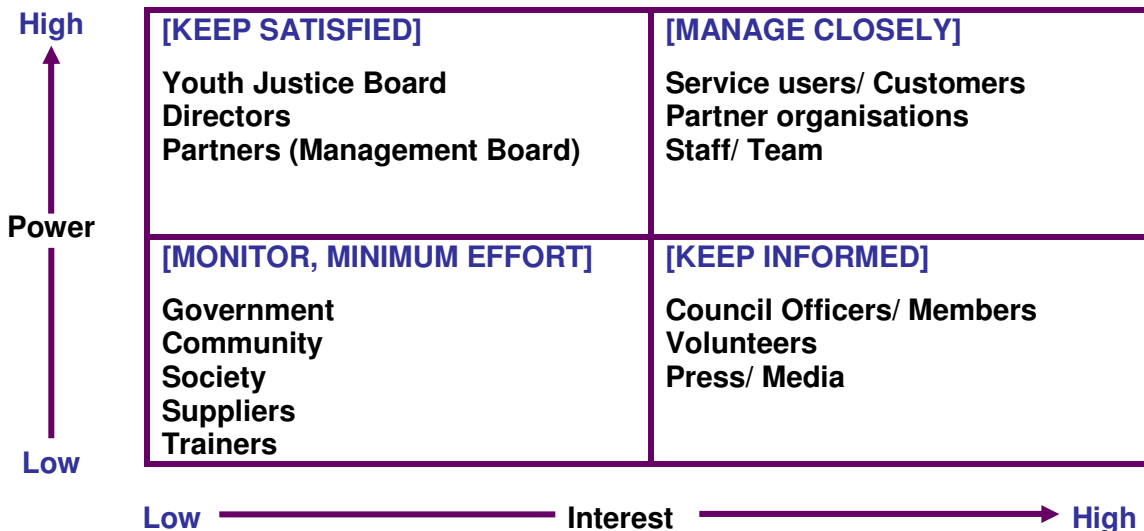 High
[KEEP SATISFIED]
Youth Justice Board
Directors
Partners (Management Board)
[MANAGE CLOSELY]
Service users/ Customers
Partner organisations
Staff/ Team
Power
[MONITOR, MINIMUM EFFORT]
Government
Community
Society
Suppliers
Trainers
[KEEP INFORMED]
Council Officers/ Members
Volunteers
Press/ Media
Low
Low
Interest
High